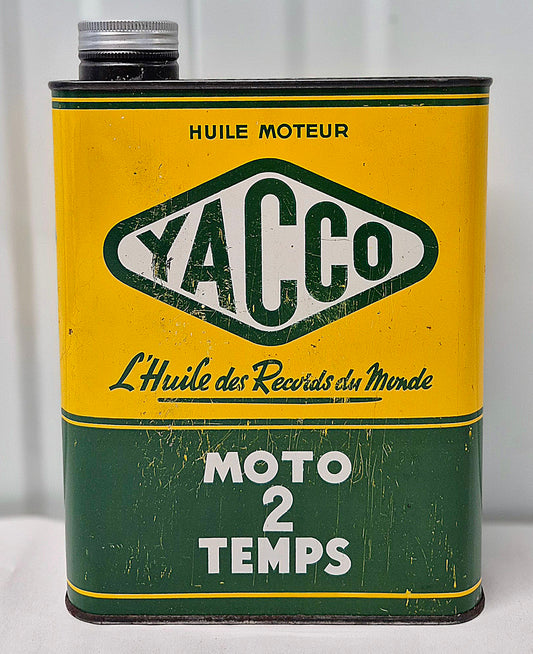 HUILE MOTEUR
YACCO
L'Huile des Records du Monde
MOTO
2
TEMPS